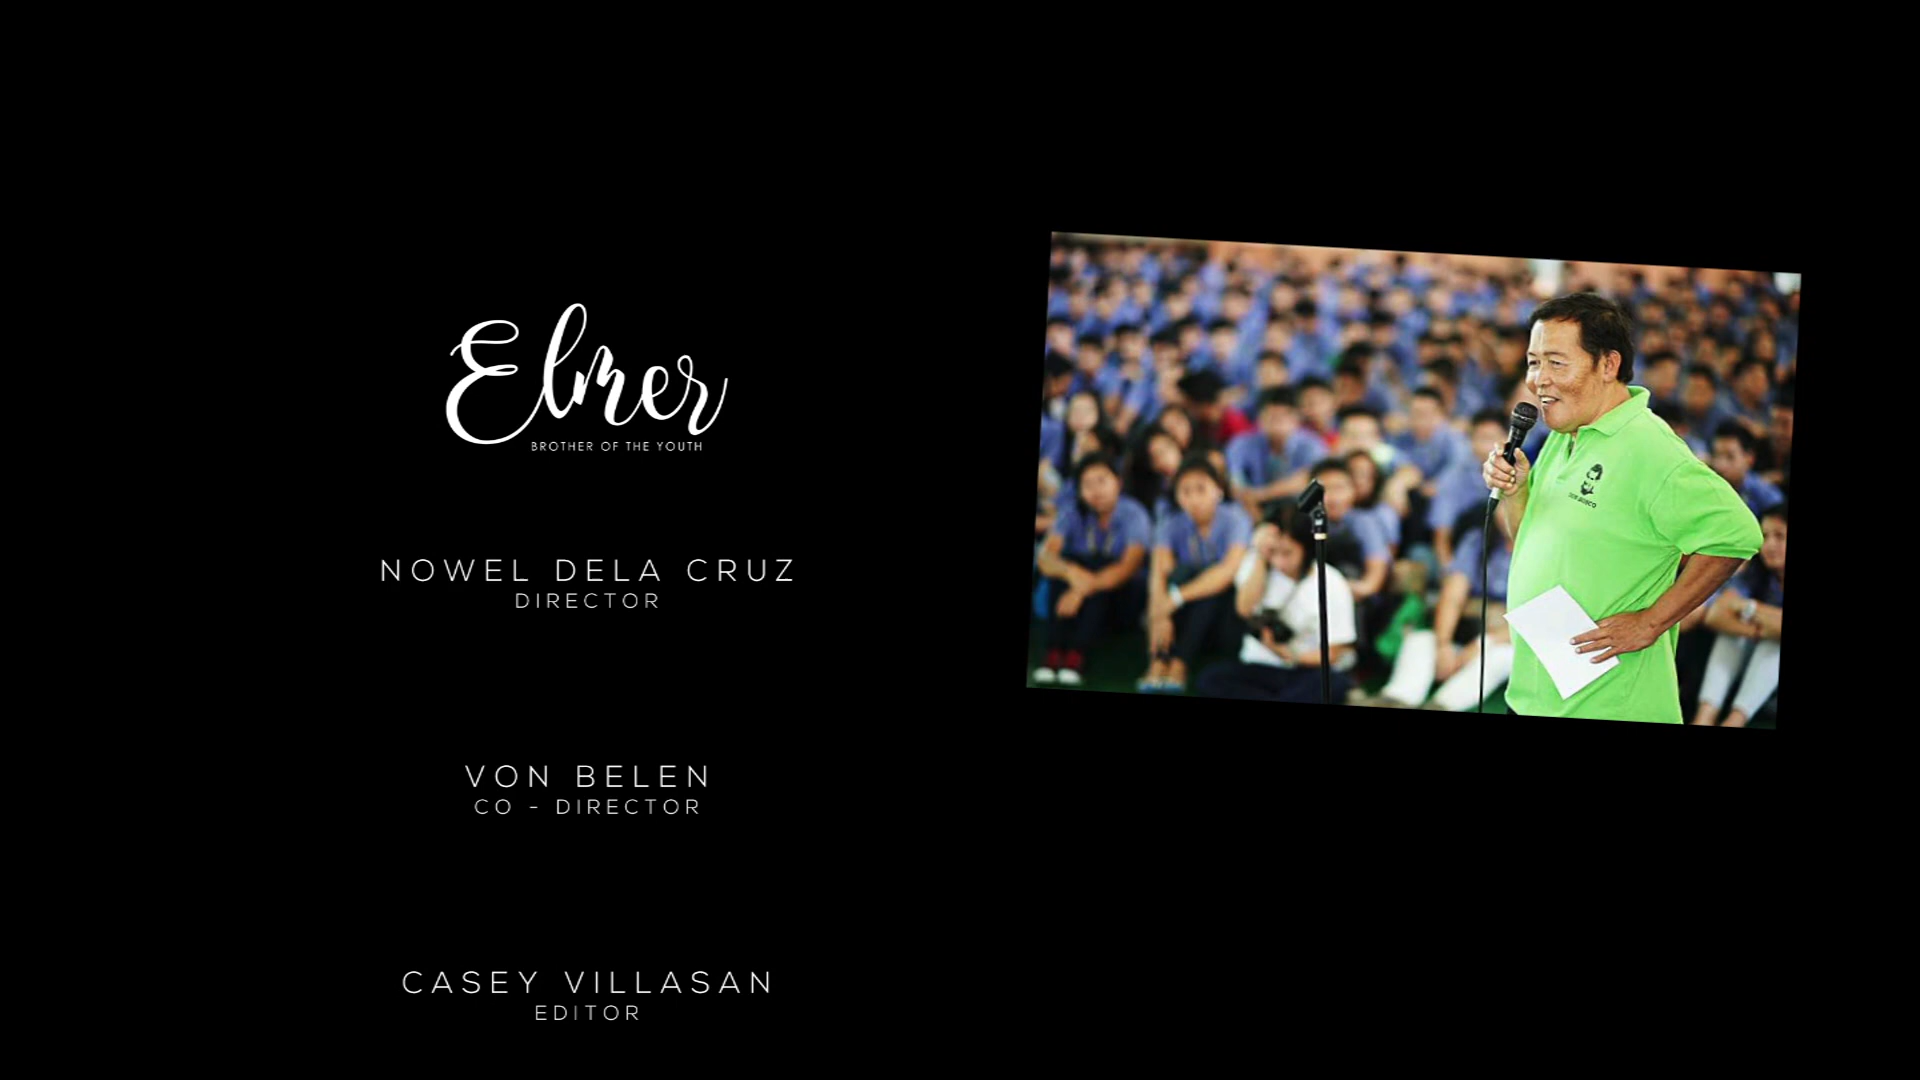 Elmer
BROTHER OF THE YOUTH
NOWEL DELA CRUZ
DIRECTOR
VON BELEN
CO - DIRECTOR
CASEY VILLASAN
EDITOR